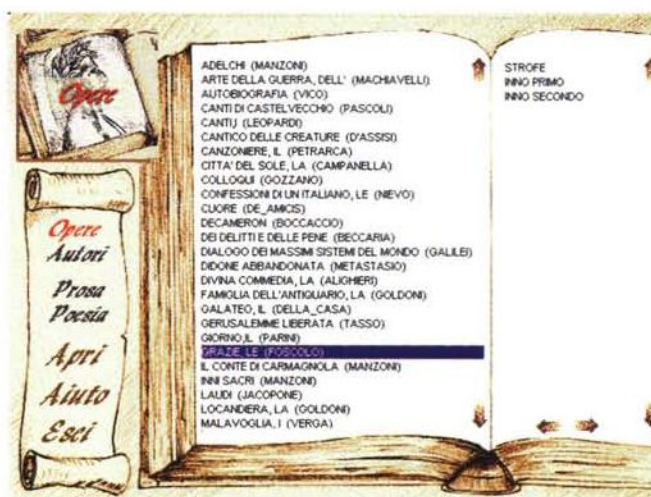 Opere
Opere
Autori
Prosa
Poesia
Apri
Aiuto
Esci
ADELCHI (MANZONI)
ARTE DELLA GUERRA, DELL' (MACHIAVELLI)
AUTOBIOGRAFIA (VICO)
CANTI DI CASTELVECCHIO (PASCOLI)
CANTI,I (LEOPARDI)
CANTICO DELLE CREATURE (D'ASSISI)
CANZONIERE, IL (PETRARCA)
CITTA' DEL SOLE, LA (CAMPANELLA)
COLLOQUI (GOZZANO)
CONFESSIONI DI UN ITALIANO, LE (NIEVO)
CUORE (DE_AMICIS)
DECAMERON (BOCCACCIO)
DEI DELITTI E DELLE PENE (BECCARIA)
DIALOGO DEI MASSIMI SISTEMI DEL MONDO (GALILEI)
DIDONE ABBANDONATA (METASTASIO)
DIVINA COMMEDIA, LA (ALIGHIERI)
FAMIGLIA DELL'ANTIQUARIO, LA (GOLDONI)
GALATEO, IL (DELLA_CASA)
GERUSALEMME LIBERATA (TASSO)
GIORNO,IL (PARINI)
GRAZIE, LE (FOSCOLO)
IL CONTE DI CARMAGNOLA (MANZONI)
INNI SACRI (MANZONI)
LAUDI (JACOPONE)
LOCANDIERA, LA (GOLDONI)
MALAVOGLIA, I (VERGA)
STROFE
INNO PRIMO
INNO SECONDO